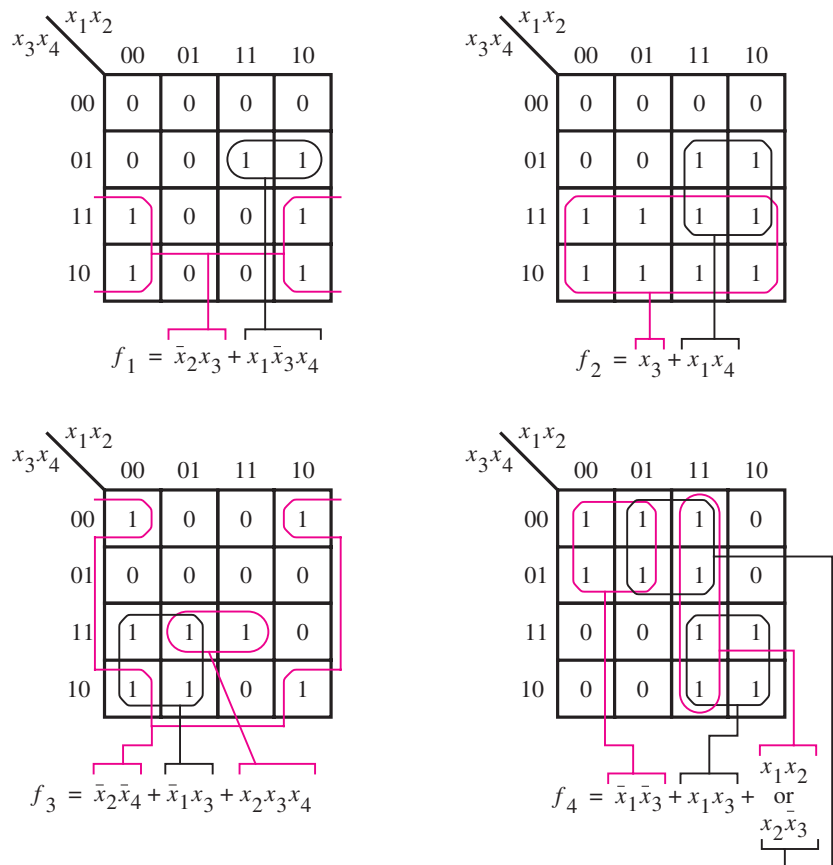 x₁x₂
x₃x₄
00 01 11 10
00 0 0 0 0
01 0 0 1 1
11 1 0 0 1
10 1 0 0 1
f₁ = x̄₂x₃ + x₁x̄₃x₄
x₁x₂
x₃x₄
00 01 11 10
00 0 0 0 0
01 0 0 1 1
11 1 1 1 1
10 1 1 1 1
f₂ = x₃ + x₁x₄
x₁x₂
x₃x₄
00 01 11 10
00 1 0 0 1
01 0 0 0 0
11 1 1 1 0
10 1 1 0 1
f₃ = x̄₂x̄₄ + x̄₁x₃ + x₂x₃x₄
x₁x₂
x₃x₄
00 01 11 10
00 1 1 1 0
01 1 1 1 0
11 0 0 1 1
10 0 0 1 1
x₁x₂
f₄ = x̄₁x̄₃ + x₁x₃ + or
x₂x̄₃